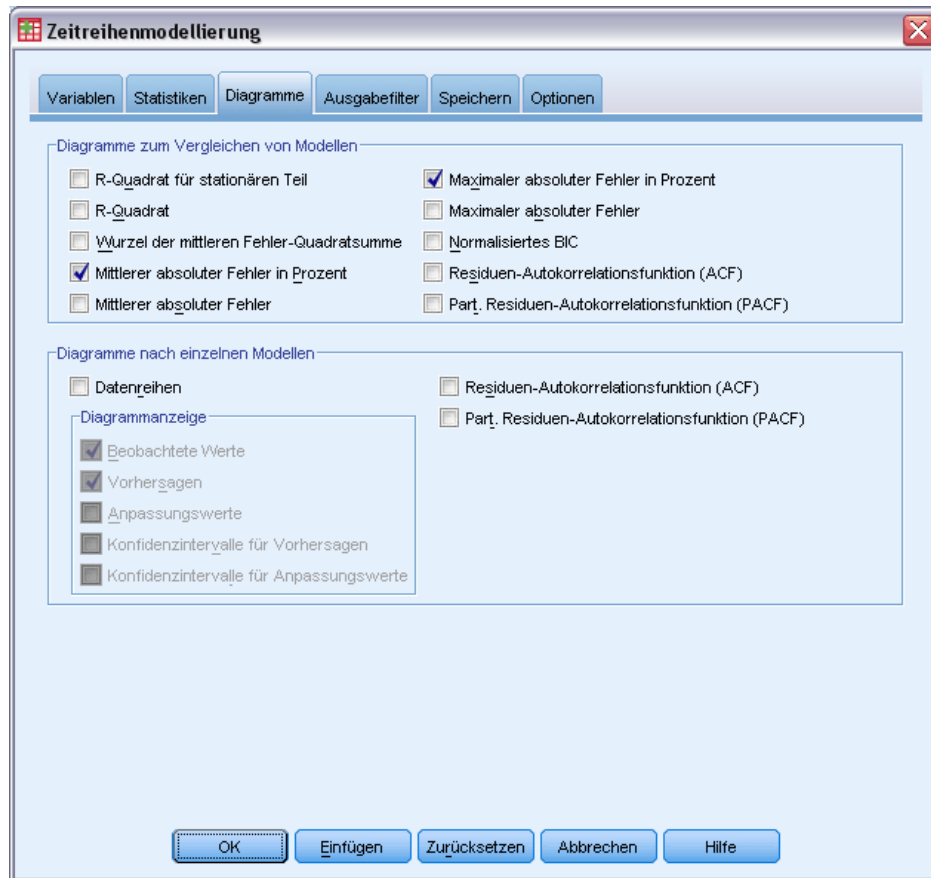 Zeitreihenmodellierung
Variablen
Statistiken
Diagramme
Ausgabefilter
Speichern
Optionen
Diagramme zum Vergleichen von Modellen
R-Quadrat für stationären Teil
R-Quadrat
Wurzel der mittleren Fehler-Quadratsumme
Mittlerer absoluter Fehler in Prozent
Mittlerer absoluter Fehler
Maximaler absoluter Fehler in Prozent
Maximaler absoluter Fehler
Normalisiertes BIC
Residuen-Autokorrelationsfunktion (ACF)
Part. Residuen-Autokorrelationsfunktion (PACF)
Diagramme nach einzelnen Modellen
Datenreihen
Diagrammanzeige
Beobachtete Werte
Vorhersagen
Anpassungswerte
Konfidenzintervalle für Vorhersagen
Konfidenzintervalle für Anpassungswerte
Residuen-Autokorrelationsfunktion (ACF)
Part. Residuen-Autokorrelationsfunktion (PACF)
OK
Einfügen
Zurücksetzen
Abbrechen
Hilfe